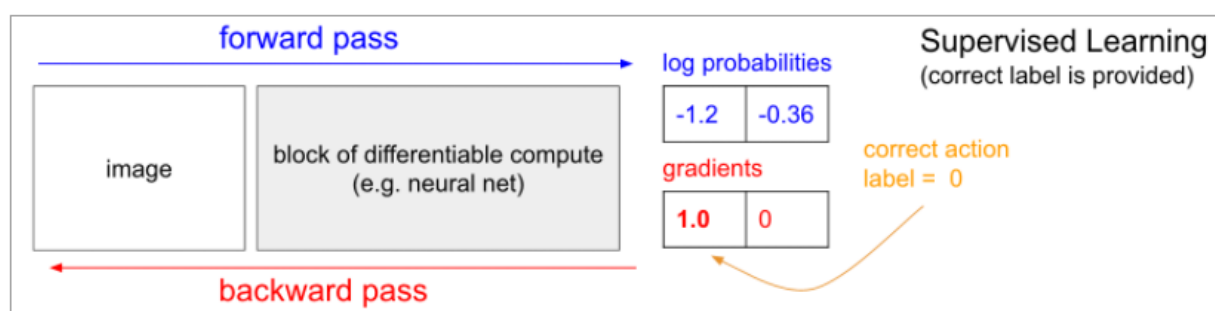 forward pass
Supervised Learning
(correct label is provided)
log probabilities
-1.2 -0.36
image
block of differentiable compute
(e.g. neural net)
correct action
label = 0
gradients
1.0 0
backward pass